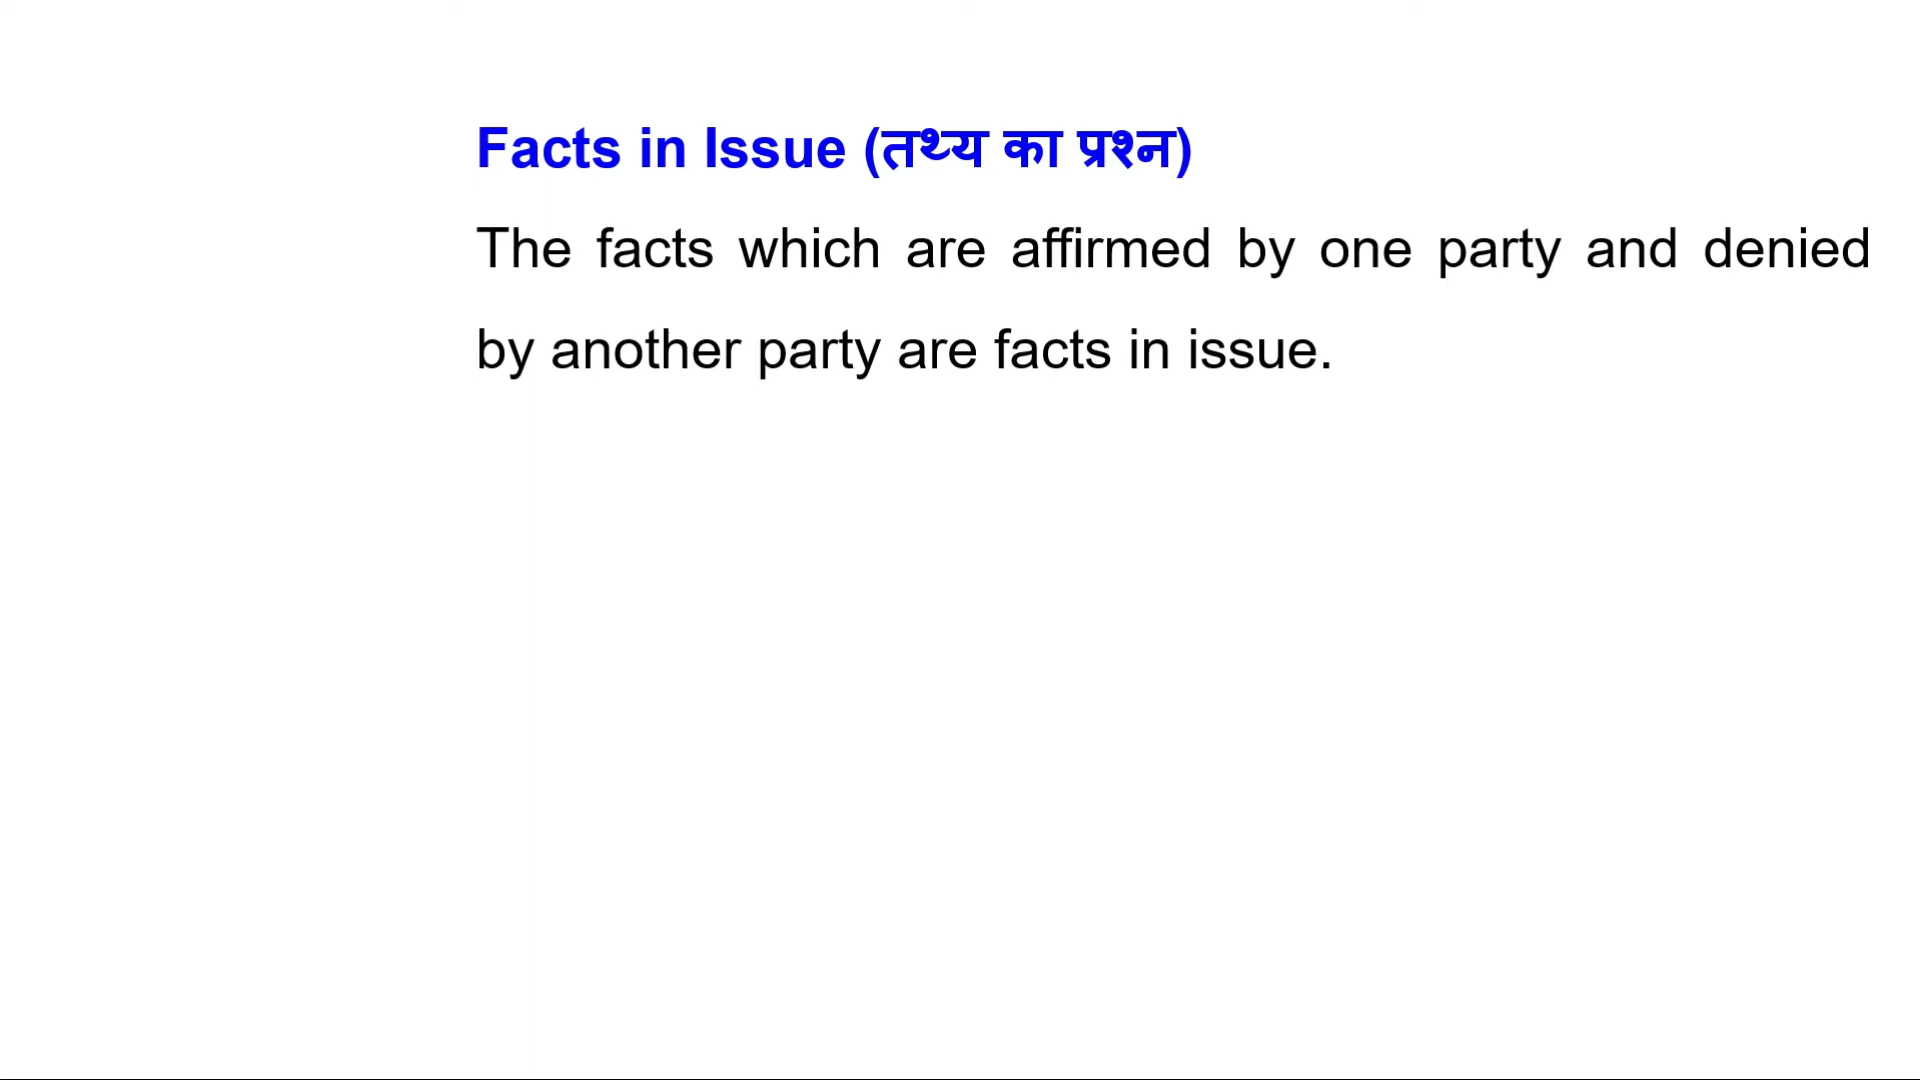 Facts in Issue (तथ्य का प्रश्न)
The facts which are affirmed by one party and denied
by another party are facts in issue.